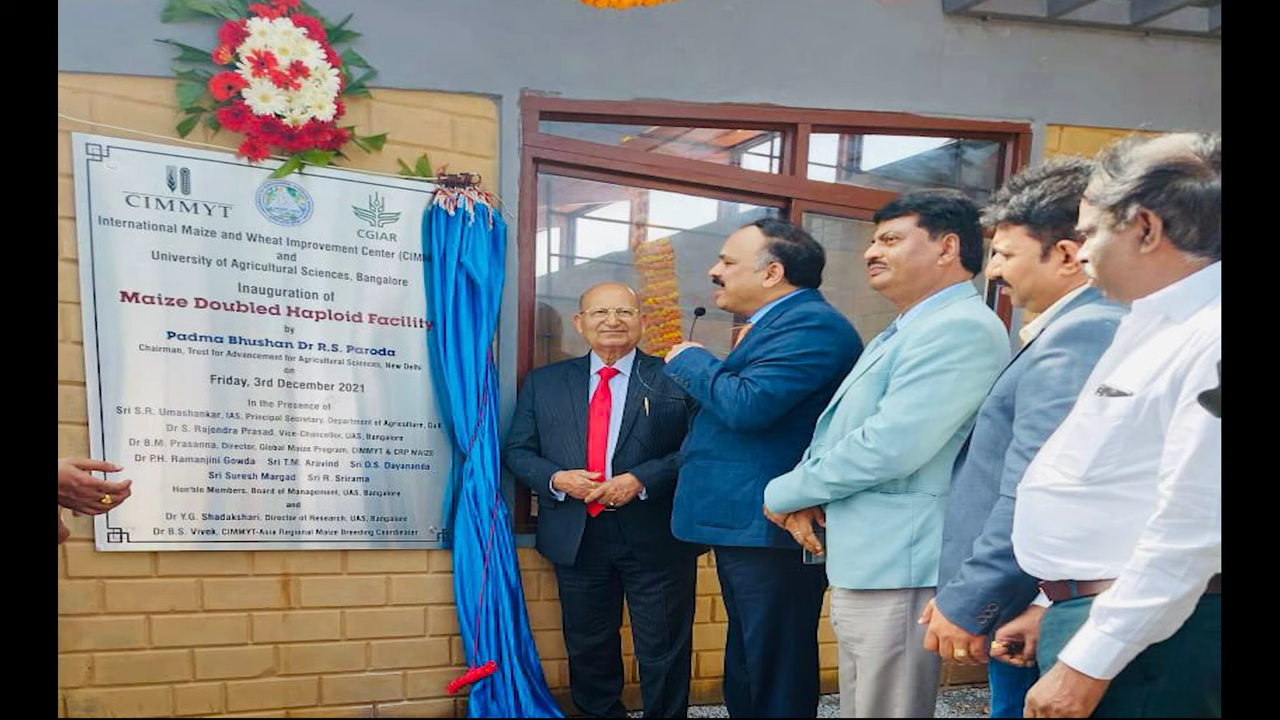 CIMMYT
CGIAR
International Maize and Wheat Improvement Center (CIMM
and
University of Agricultural Sciences, Bangalore
Inauguration of
Maize Doubled Haploid Facility
by
Padma Bhushan Dr R.S. Paroda
Chairman, Trust for Advancement for Agricultural Sciences, New Delhi
on
Friday, 3rd December 2021
In the Presence of
Sri S.R. Umashankar, IAS, Principal Secretary, Department of Agriculture,
Dr S. Rajendra Prasad, Vice-Chancellor, UAS, Bangalore
Dr B.M. Prasanna, Director, Global Maize Program, CIMMYT & CRP MAIZE
Dr P.H. Ramanjini Gowda Sri T.M. Aravind Sri D.S. Dayananda
Sri Suresh Margad Sri R. Srirama
Hon'ble Members, Board of Management, UAS, Bangalore
and
Dr Y.G. Shadakshari, Director of Research, UAS, Bangalore
Dr B.S. Vivek, CIMMYT-Asia Regional Maize Breeding Coordinator